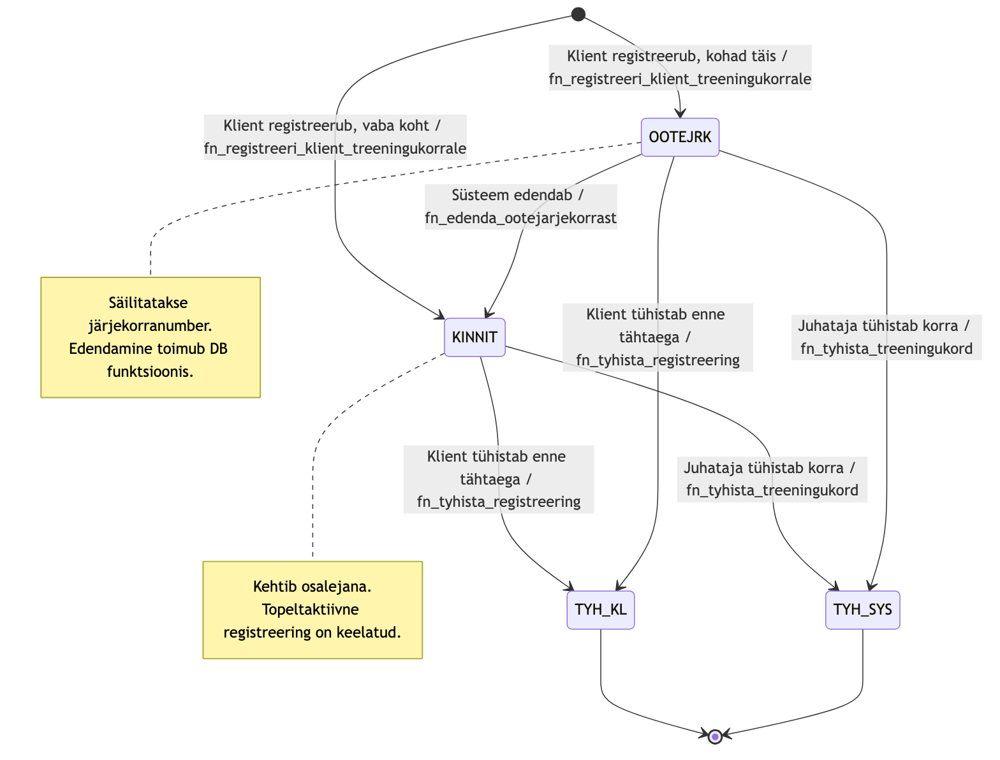 Klient registreerub, kohad täis /
fn_registreeri_klient_treeningukorrale
Klient registreerub, vaba koht /
fn_registreeri_klient_treeningukorrale
OOTEJRK
Süsteem edendab /
fn_edenda_ootejarjekorrast
Säilitatakse
järjekorranumber.
Edendamine toimub DB
funktsioonis.
KINNIT
Klient tühistab enne
tähtaega /
fn_tyhista_registreering
Juhataja tühistab korra /
fn_tyhista_treeningukord
Klient tühistab enne
tähtaega /
fn_tyhista_registreering
Juhataja tühistab korra /
fn_tyhista_treeningukord
Kehtib osalejana.
Topeltaktiivne
registreering on keelatud.
TYH_KL
TYH_SYS